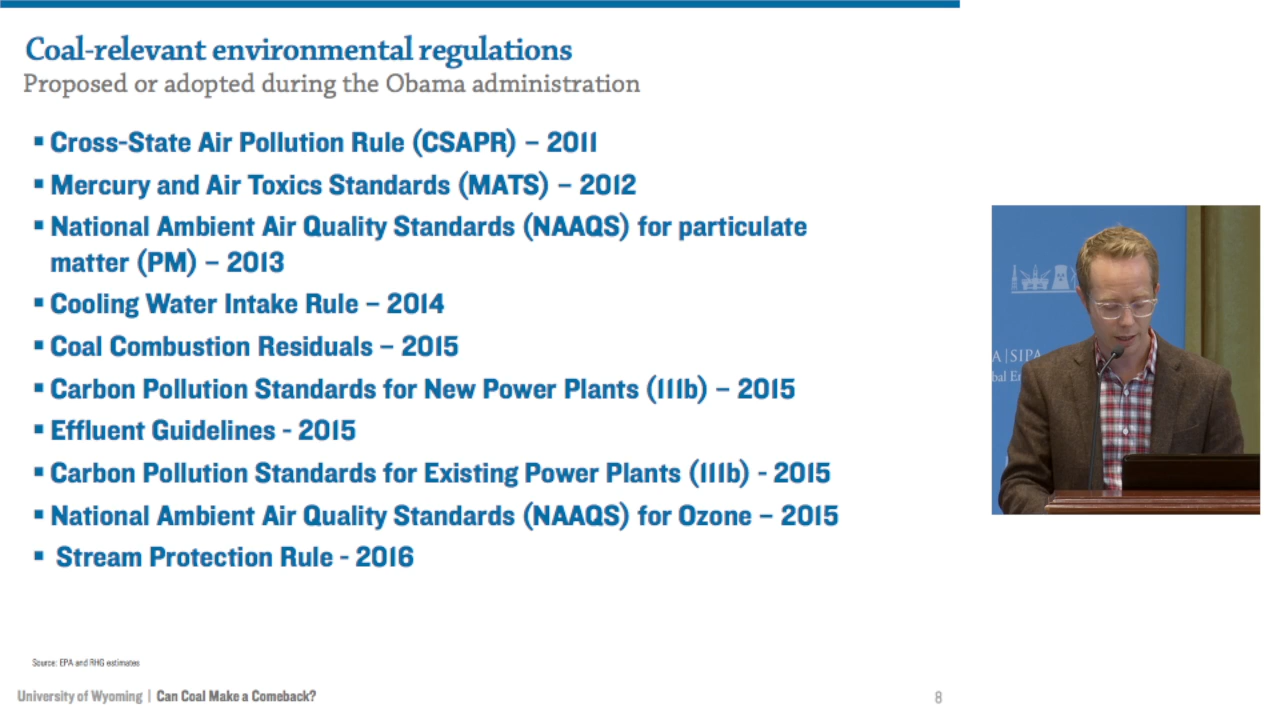 Coal-relevant environmental regulations
Proposed or adopted during the Obama administration
▪ Cross-State Air Pollution Rule (CSAPR) – 2011
▪ Mercury and Air Toxics Standards (MATS) – 2012
▪ National Ambient Air Quality Standards (NAAQS) for particulate
matter (PM) – 2013
▪ Cooling Water Intake Rule – 2014
▪ Coal Combustion Residuals – 2015
▪ Carbon Pollution Standards for New Power Plants (111b) – 2015
▪ Effluent Guidelines - 2015
▪ Carbon Pollution Standards for Existing Power Plants (111b) - 2015
▪ National Ambient Air Quality Standards (NAAQS) for Ozone – 2015
▪ Stream Protection Rule - 2016
A | SIPA
Source: EPA and RHG estimates
University of Wyoming | Can Coal Make a Comeback?
8